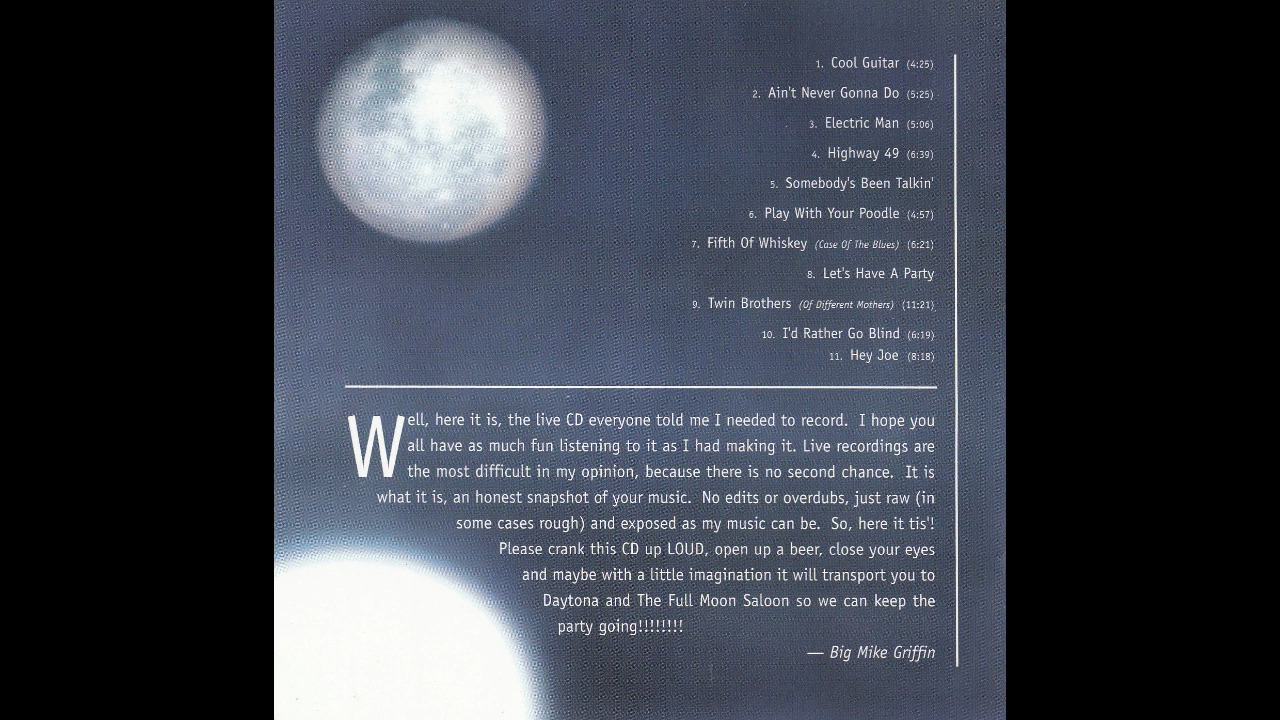 1. Cool Guitar (4:25)
2. Ain't Never Gonna Do (5:25)
3. Electric Man (5:06)
4. Highway 49 (6:39)
5. Somebody's Been Talkin'
6. Play With Your Poodle (4:57)
7. Fifth Of Whiskey (Case Of The Blues) (6:21)
8. Let's Have A Party
9. Twin Brothers (Of Different Mothers) (11:21)
10. I'd Rather Go Blind (6:19)
11. Hey Joe (8:18)
Well, here it is, the live CD everyone told me I needed to record. I hope you
all have as much fun listening to it as I had making it. Live recordings are
the most difficult in my opinion, because there is no second chance. It is
what it is, an honest snapshot of your music. No edits or overdubs, just raw (in
some cases rough) and exposed as my music can be. So, here it tis'!
Please crank this CD up LOUD, open up a beer, close your eyes
and maybe with a little imagination it will transport you to
Daytona and The Full Moon Saloon so we can keep the
party going!!!!!!!!
— Big Mike Griffin